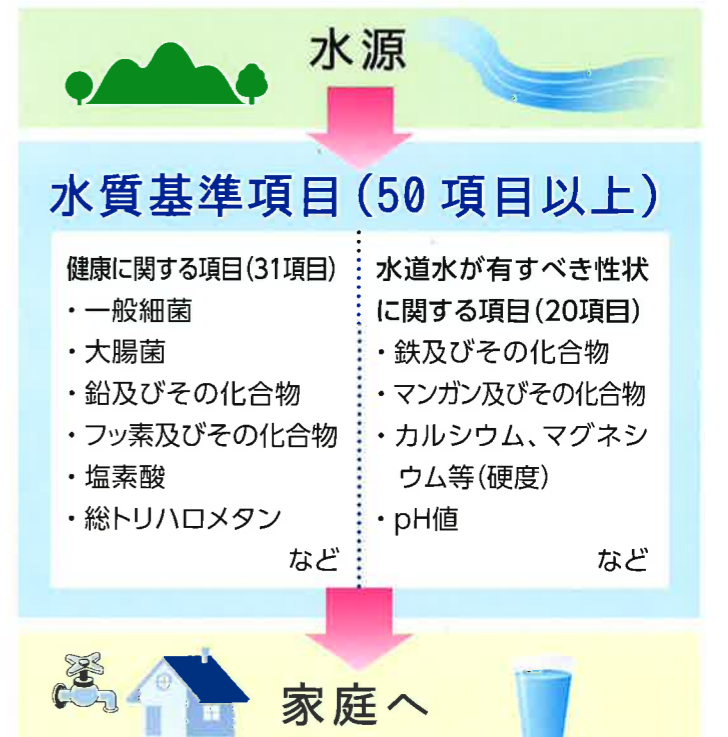 水源
水質基準項目(50項目以上)
健康に関する項目(31項目)
・一般細菌
・大腸菌
・鉛及びその化合物
・フッ素及びその化合物
・塩素酸
・総トリハロメタン
など
水道水が有すべき性状
に関する項目(20項目)
・鉄及びその化合物
・マンガン及びその化合物
・カルシウム、マグネシ
ウム等(硬度)
・pH値
など
家庭へ